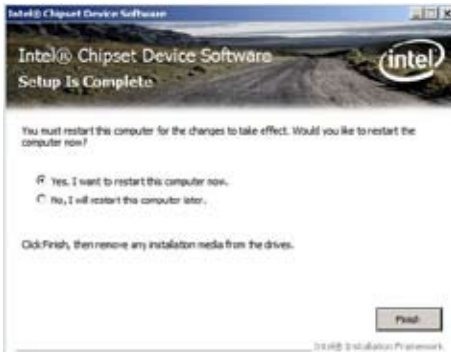 Intel® Chipset Device Software
Intel® Chipset Device Software
Setup Is Complete
intel
You must restart this computer for the changes to take effect. Would you like to restart the
computer now?
Yes, I want to restart this computer now.
No, I will restart this computer later.
Click Finish, then remove any installation media from the drives.
Finish
Intel® Installation Framework